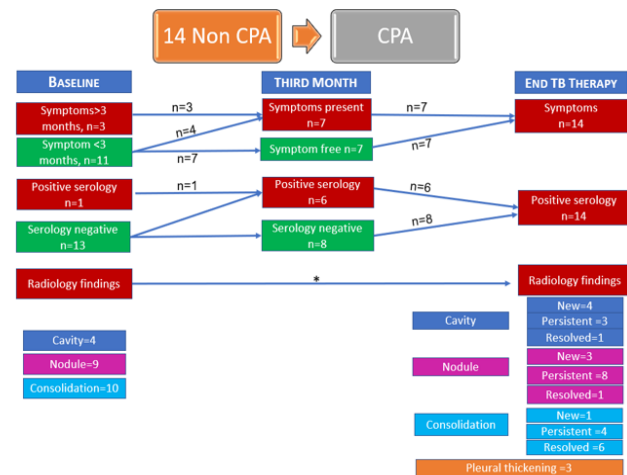 14 Non CPA
CPA
BASELINE
THIRD MONTH
END TB THERAPY
Symptoms>3
months, n=3
n=3
Symptoms present
n=7
n=7
Symptoms
n=14
n=4
Symptom <3
months, n=11
n=7
Symptom free n=7
n=7
Positive serology
n=1
n=1
Positive serology
n=6
n=6
Positive serology
n=14
Serology negative
n=13
Serology negative
n=8
n=8
Radiology findings
*
Radiology findings
Cavity=4
Nodule=9
Consolidation=10
Cavity
New=4
Persistent =3
Resolved=1
Nodule
New=3
Persistent =8
Resolved=1
Consolidation
New=1
Persistent =4
Resolved =6
Pleural thickening =3